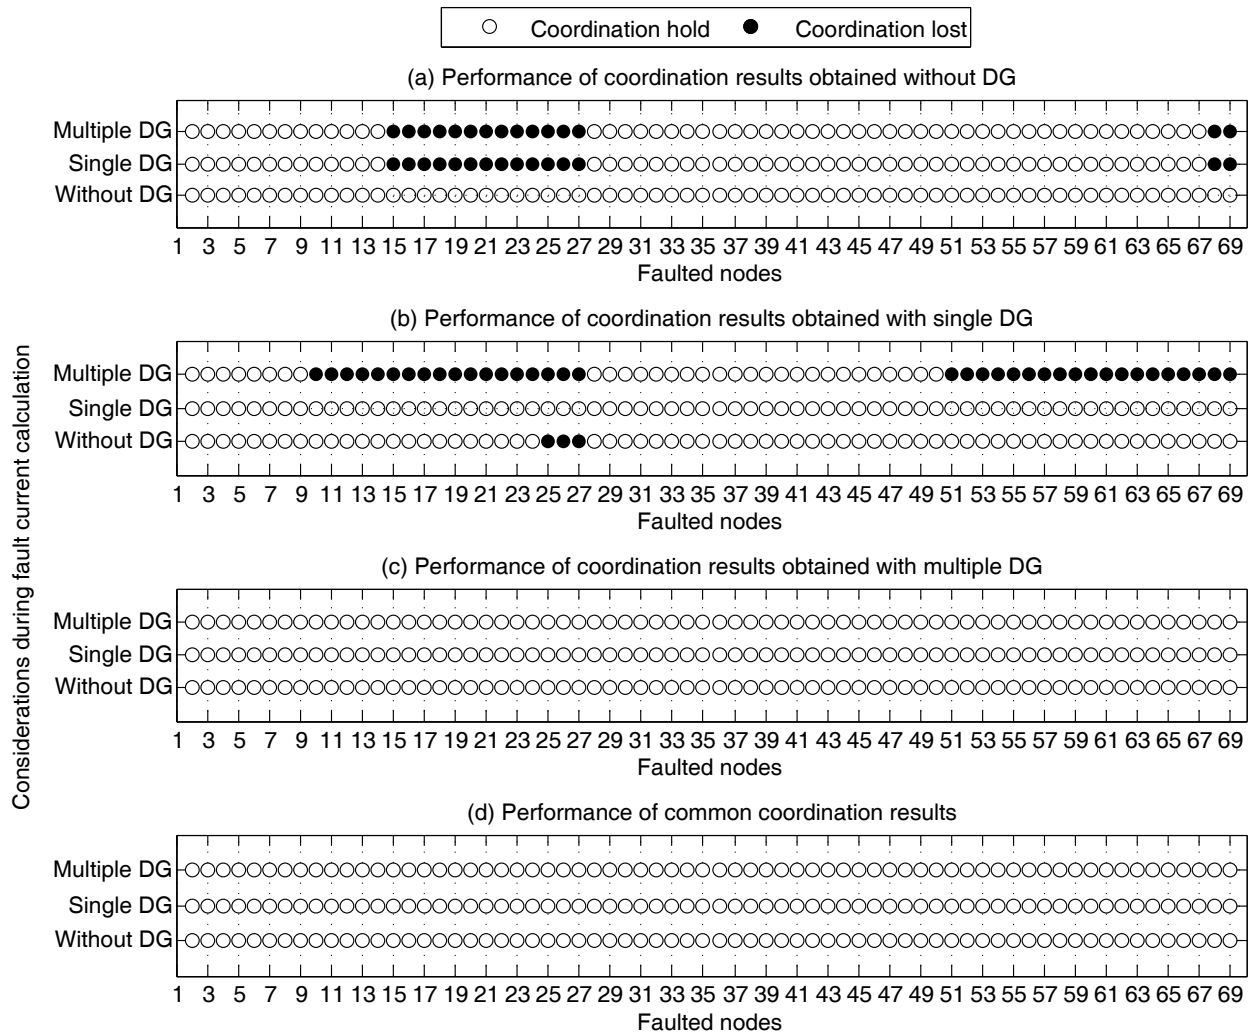 Coordination hold Coordination lost
(a) Performance of coordination results obtained without DG
Multiple DG
Single DG
Without DG
1 3 5 7 9 11 13 15 17 19 21 23 25 27 29 31 33 35 37 39 41 43 45 47 49 51 53 55 57 59 61 63 65 67 69
Faulted nodes
(b) Performance of coordination results obtained with single DG
Multiple DG
Single DG
Without DG
1 3 5 7 9 11 13 15 17 19 21 23 25 27 29 31 33 35 37 39 41 43 45 47 49 51 53 55 57 59 61 63 65 67 69
Faulted nodes
Considerations during fault current calculation
(c) Performance of coordination results obtained with multiple DG
Multiple DG
Single DG
Without DG
1 3 5 7 9 11 13 15 17 19 21 23 25 27 29 31 33 35 37 39 41 43 45 47 49 51 53 55 57 59 61 63 65 67 69
Faulted nodes
(d) Performance of common coordination results
Multiple DG
Single DG
Without DG
1 3 5 7 9 11 13 15 17 19 21 23 25 27 29 31 33 35 37 39 41 43 45 47 49 51 53 55 57 59 61 63 65 67 69
Faulted nodes